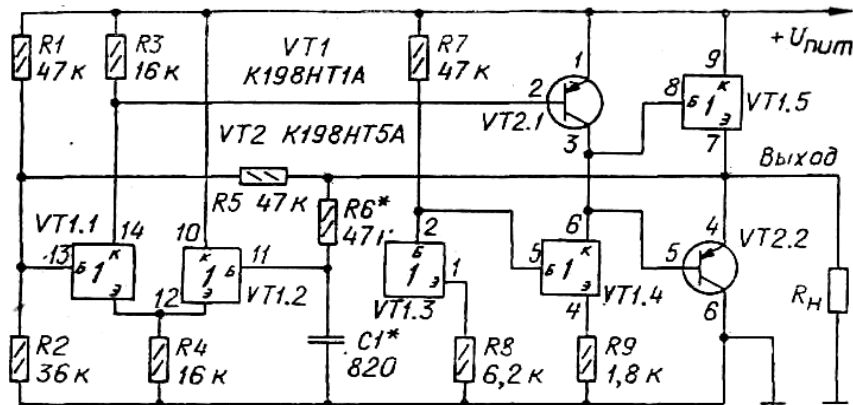 R1
47 к
R3
16 к
VT1
К198НТ1А
R7
47 к
+ Uпит
1
2
VT2.1
3
8
9
Б
1
К
Э
VT1.5
7
VT2 К198НТ5А
Выход
R5 47 к
R6*
47 к
VT1.1
14
13
Б
1
К
Э
10
11
К
1
Б
Э
12
VT1.2
2
Б
1
Э
1
VT1.3
6
5
Б
1
К
Э
4
VT1.4
4
5
VT2.2
6
Rн
R2
36 к
R4
16 к
C1*
820
R8
6,2 к
R9
1,8 к